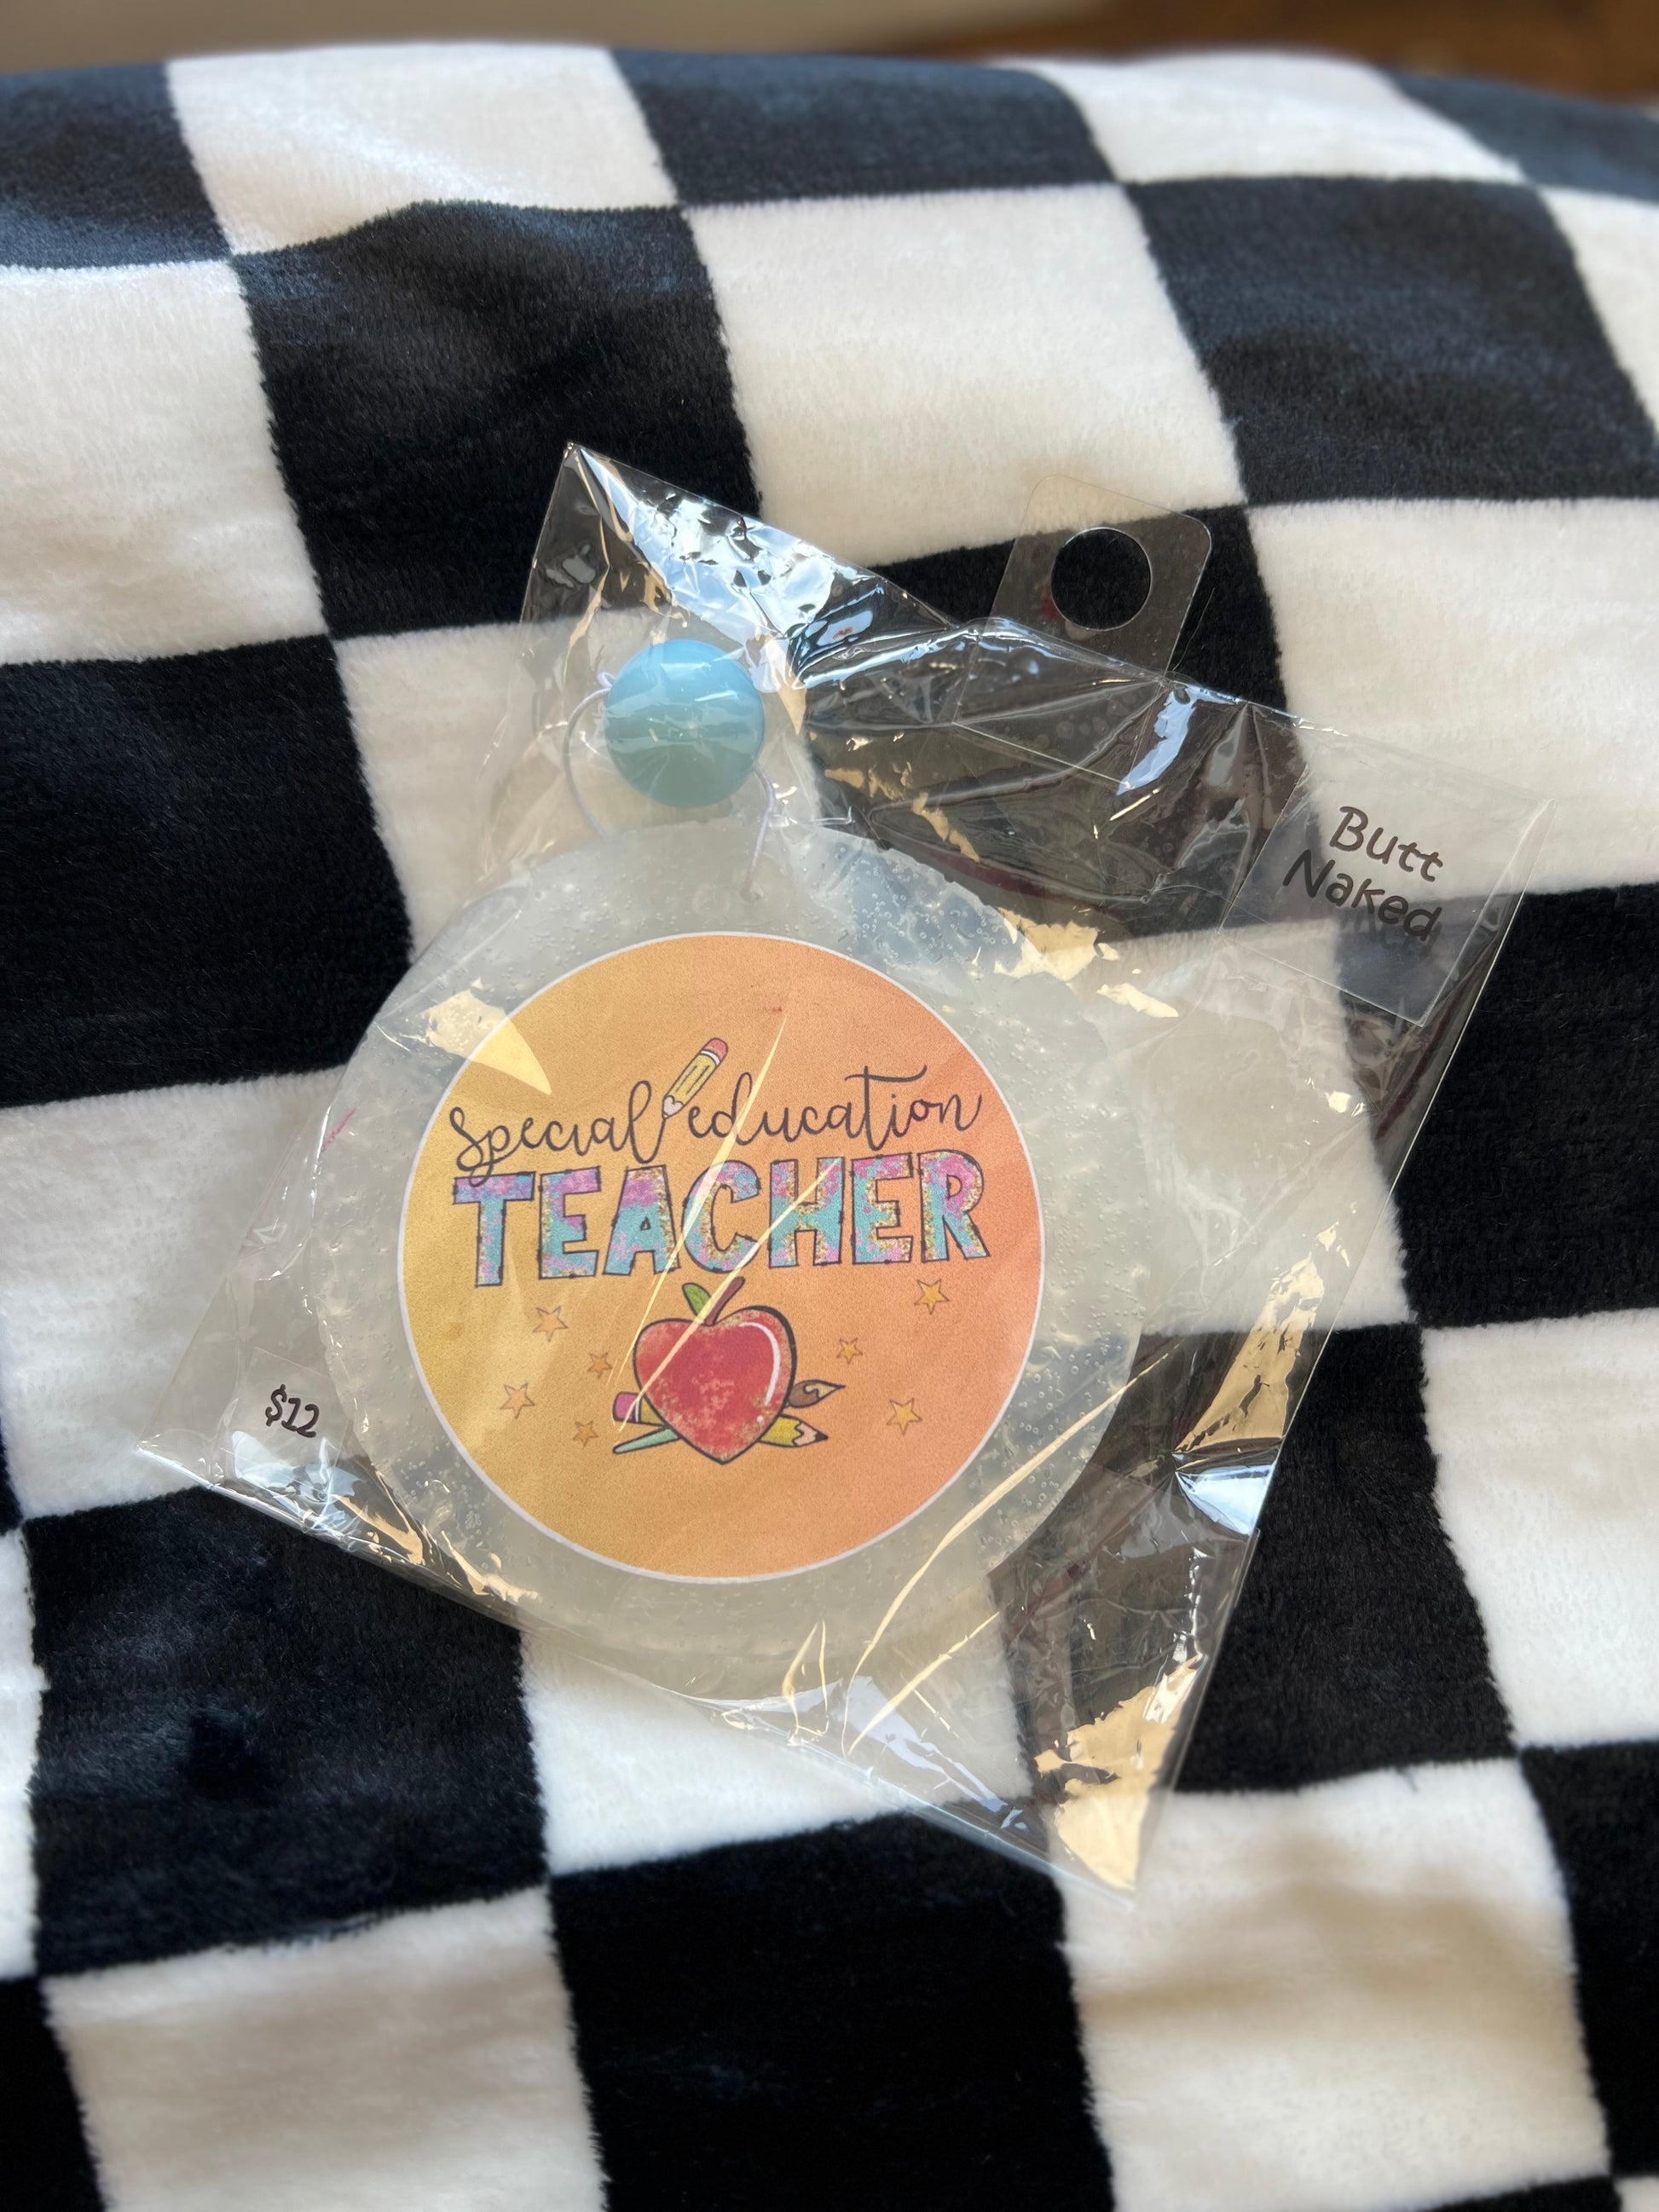 Butt
Naked
Special education
TEACHER
$12